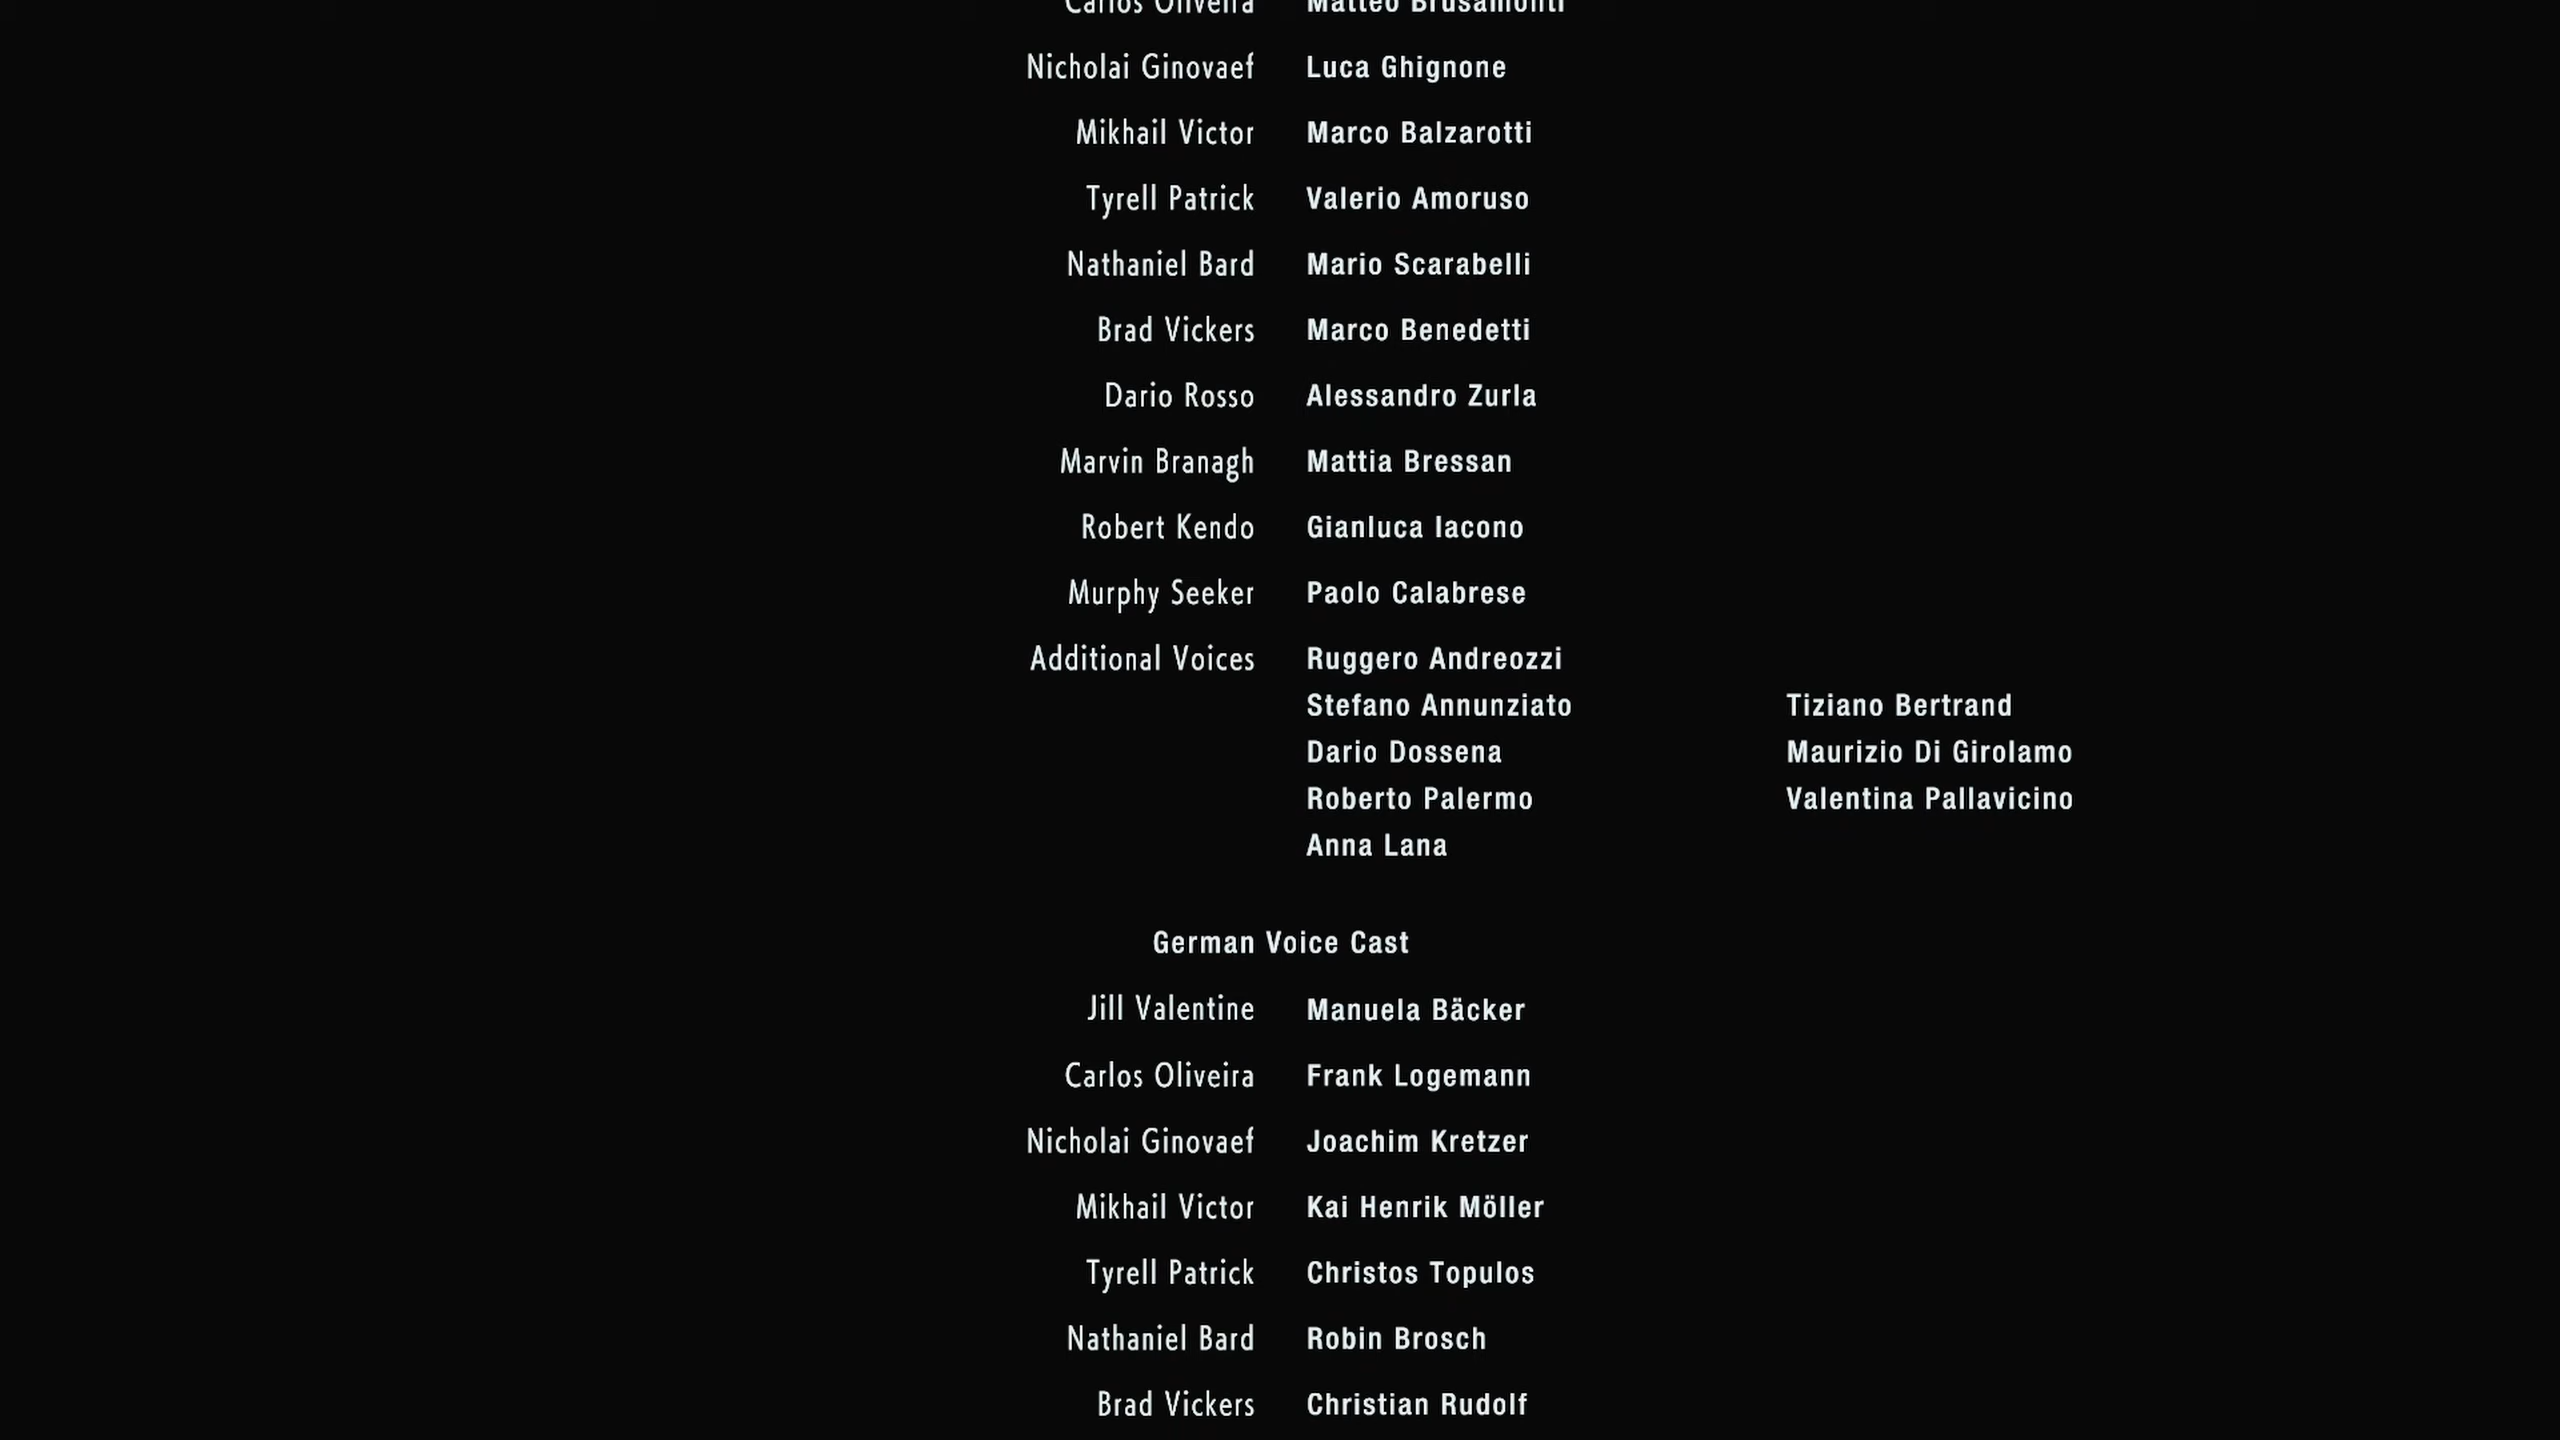 Carlos Oliveira Matteo Brusamonti
Nicholai Ginovaef Luca Ghignone
Mikhail Victor Marco Balzarotti
Tyrell Patrick Valerio Amoruso
Nathaniel Bard Mario Scarabelli
Brad Vickers Marco Benedetti
Dario Rosso Alessandro Zurla
Marvin Branagh Mattia Bressan
Robert Kendo Gianluca Iacono
Murphy Seeker Paolo Calabrese
Additional Voices Ruggero Andreozzi
Stefano Annunziato Tiziano Bertrand
Dario Dossena Maurizio Di Girolamo
Roberto Palermo Valentina Pallavicino
Anna Lana
German Voice Cast
Jill Valentine Manuela Bäcker
Carlos Oliveira Frank Logemann
Nicholai Ginovaef Joachim Kretzer
Mikhail Victor Kai Henrik Möller
Tyrell Patrick Christos Topulos
Nathaniel Bard Robin Brosch
Brad Vickers Christian Rudolf